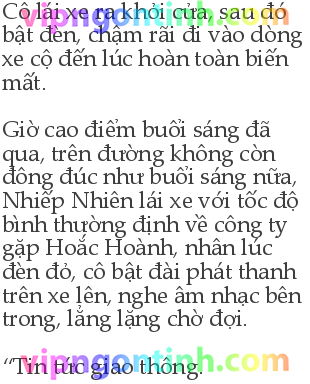 Cô lái xe ra khỏi cửa, sau đó
bật đèn, chậm rãi đi vào dòng
xe cộ đến lúc hoàn toàn biến
mất.
Giờ cao điểm buổi sáng đã
qua, trên đường không còn
đông đúc như buổi sáng nữa,
Nhiếp Nhiên lái xe với tốc độ
bình thường định về công ty
gặp Hoắc Hoành, nhân lúc
đèn đỏ, cô bật đài phát thanh
trên xe lên, nghe âm nhạc bên
trong, lẳng lặng chờ đợi.
“Tin tức giao thông.
vipngontinh.com
vipngontinh.com